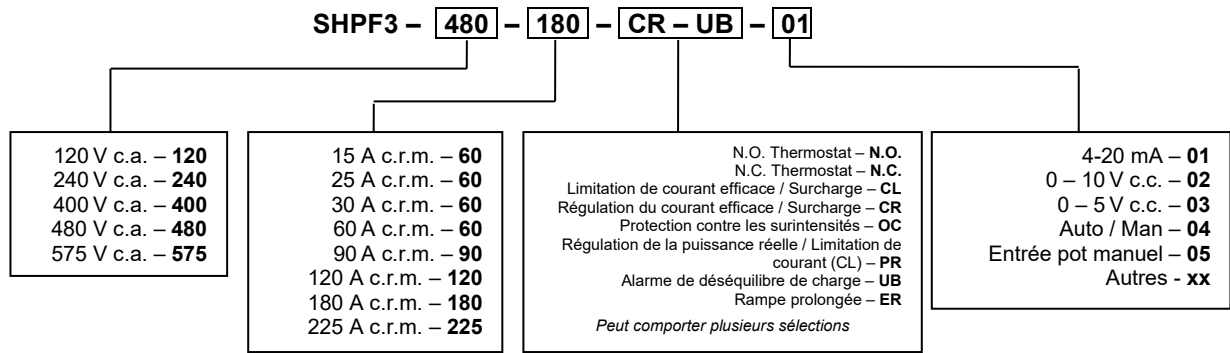 SHPF3 – 480 – 180 – CR – UB – 01
120 V c.a. – 120
240 V c.a. – 240
400 V c.a. – 400
480 V c.a. – 480
575 V c.a. – 575
15 A c.r.m. – 60
25 A c.r.m. – 60
30 A c.r.m. – 60
60 A c.r.m. – 60
90 A c.r.m. – 90
120 A c.r.m. – 120
180 A c.r.m. – 180
225 A c.r.m. – 225
N.O. Thermostat – N.O.
N.C. Thermostat – N.C.
Limitation de courant efficace / Surcharge – CL
Régulation du courant efficace / Surcharge – CR
Protection contre les surintensités – OC
Régulation de la puissance réelle / Limitation de
courant (CL) – PR
Alarme de déséquilibre de charge – UB
Rampe prolongée – ER
Peut comporter plusieurs sélections
4-20 mA – 01
0 – 10 V c.c. – 02
0 – 5 V c.c. – 03
Auto / Man – 04
Entrée pot manuel – 05
Autres - xx